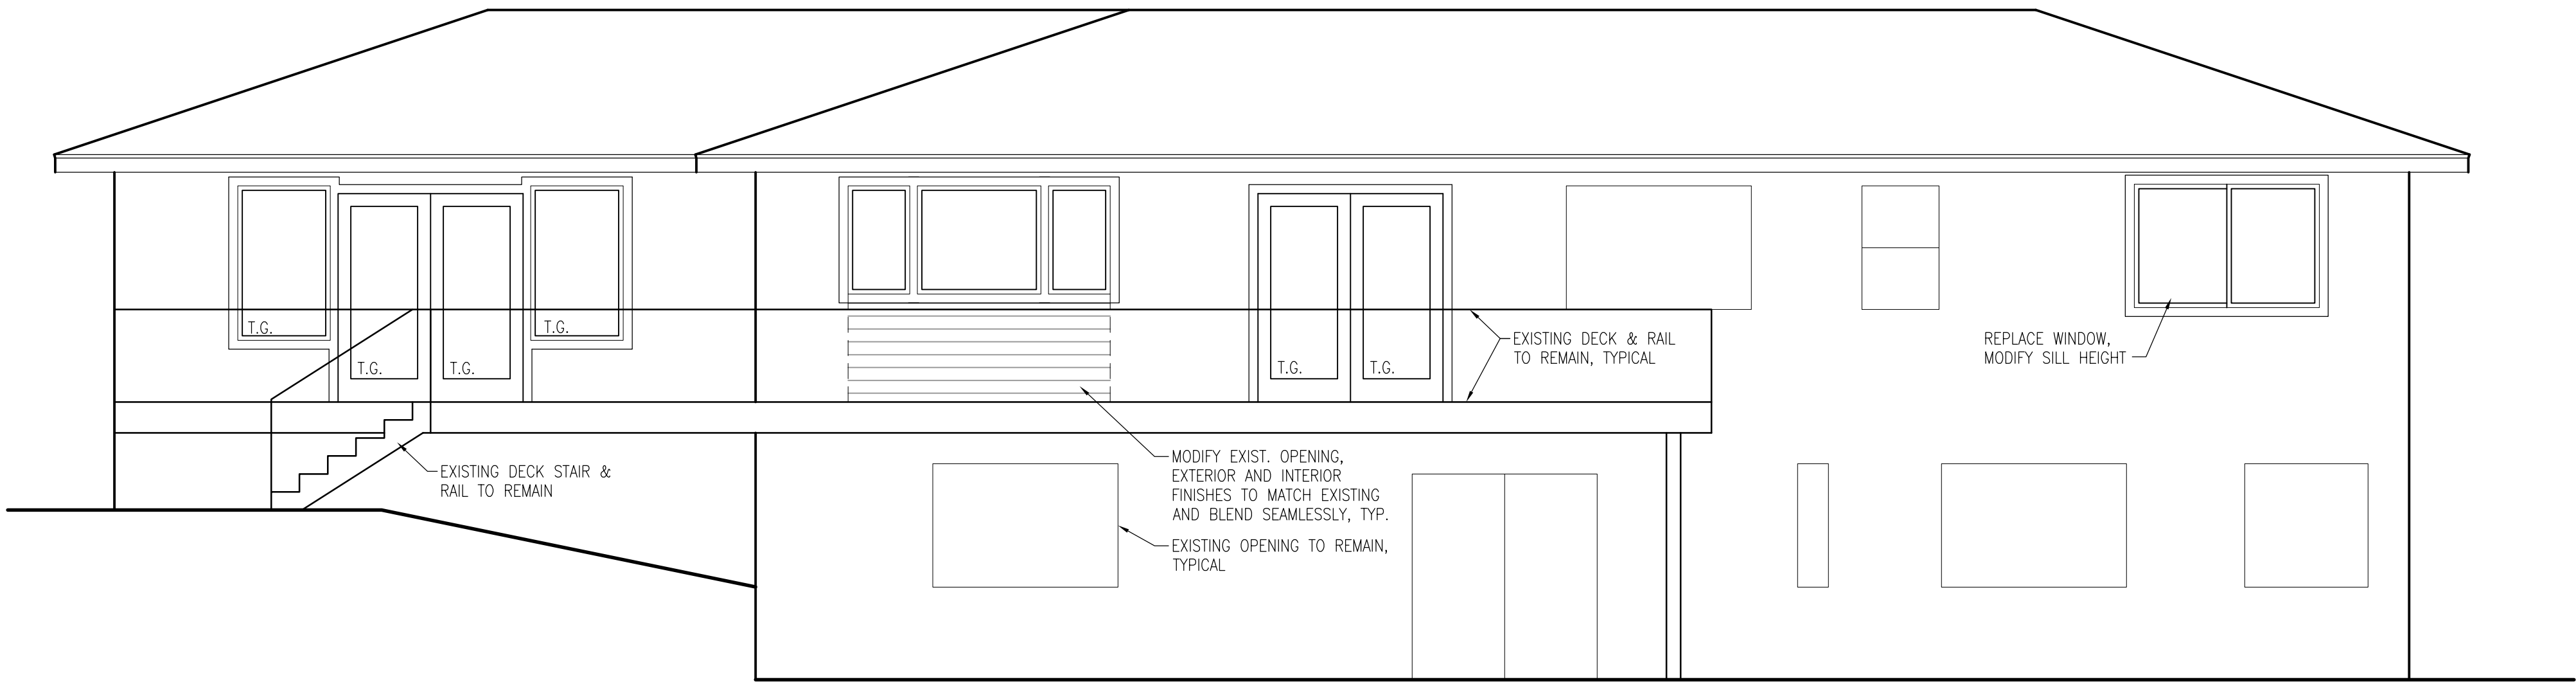 T.G.
T.G.
T.G.
T.G.
T.G.
T.G.
EXISTING DECK & RAIL
TO REMAIN, TYPICAL
REPLACE WINDOW,
MODIFY SILL HEIGHT
EXISTING DECK STAIR &
RAIL TO REMAIN
MODIFY EXIST. OPENING,
EXTERIOR AND INTERIOR
FINISHES TO MATCH EXISTING
AND BLEND SEAMLESSLY, TYP.
EXISTING OPENING TO REMAIN,
TYPICAL